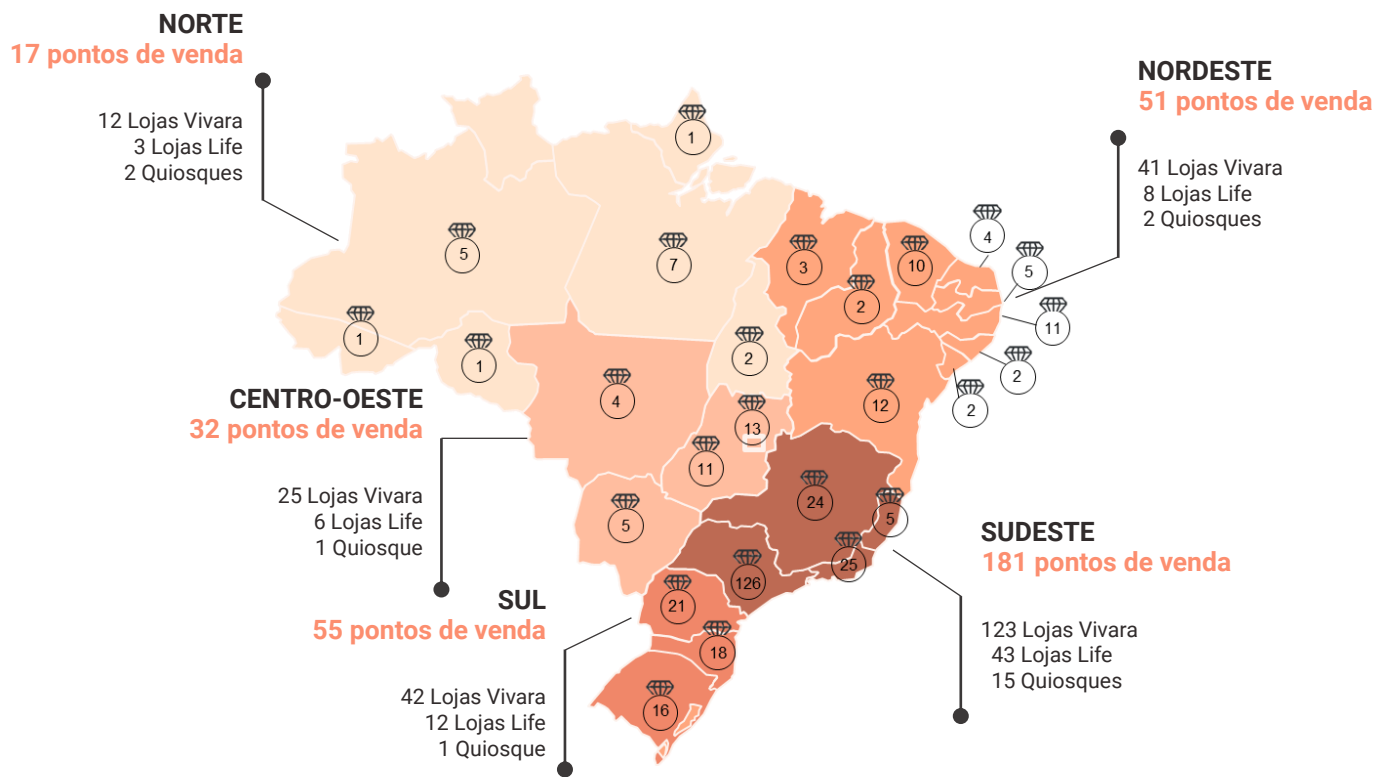 NORTE
17 pontos de venda
12 Lojas Vivara
3 Lojas Life
2 Quiosques
NORDESTE
51 pontos de venda
41 Lojas Vivara
8 Lojas Life
2 Quiosques
1
5
7
3
10
4
5
2
11
1
1
2
2
2
12
4
13
11
5
24
5
25
126
21
18
16
CENTRO-OESTE
32 pontos de venda
25 Lojas Vivara
6 Lojas Life
1 Quiosque
SUDESTE
181 pontos de venda
123 Lojas Vivara
43 Lojas Life
15 Quiosques
SUL
55 pontos de venda
42 Lojas Vivara
12 Lojas Life
1 Quiosque